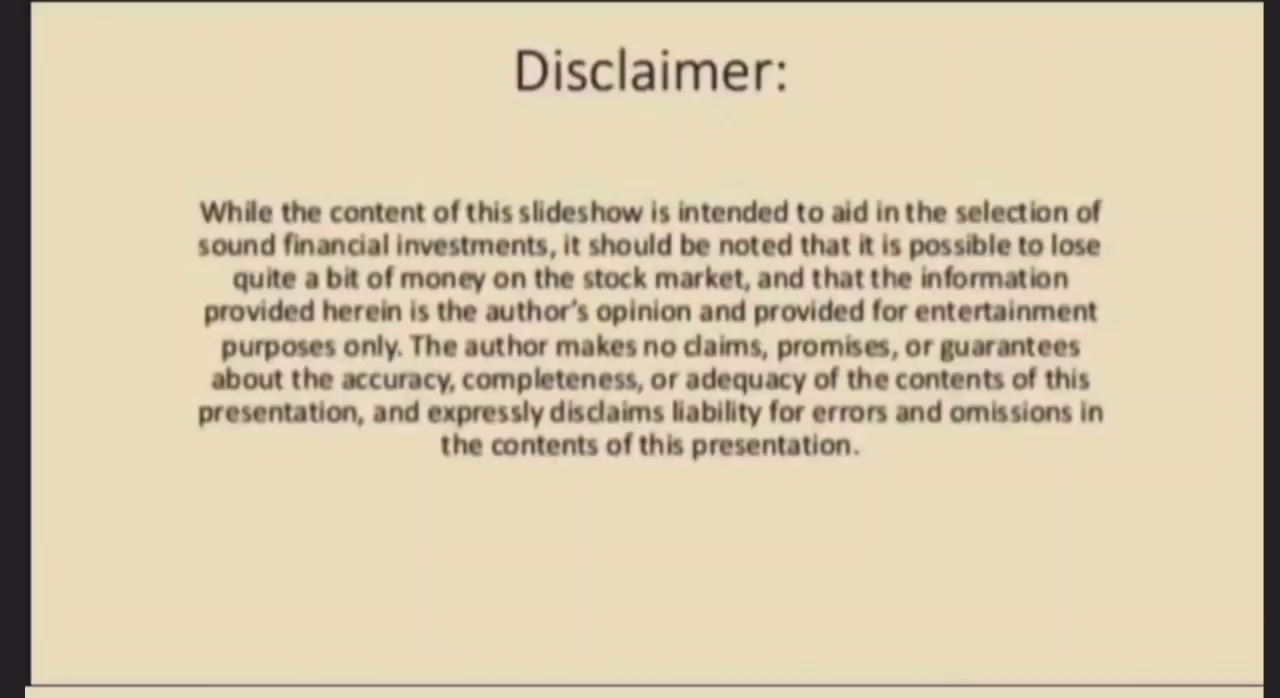 Disclaimer:
While the content of this slideshow is intended to aid in the selection of
sound financial investments, it should be noted that it is possible to lose
quite a bit of money on the stock market, and that the information
provided herein is the author's opinion and provided for entertainment
purposes only. The author makes no claims, promises, or guarantees
about the accuracy, completeness, or adequacy of the contents of this
presentation, and expressly disclaims liability for errors and omissions in
the contents of this presentation.